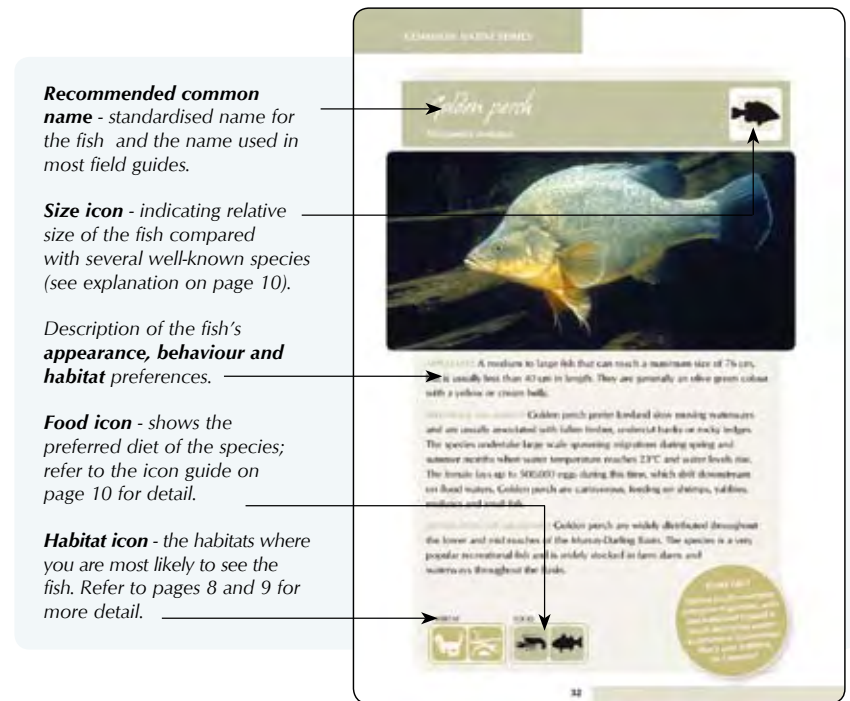 Recommended common
name - standardised name for
the fish and the name used in
most field guides.
Size icon - indicating relative
size of the fish compared
with several well-known species
(see explanation on page 10).
Description of the fish's
appearance, behaviour and
habitat preferences.
Food icon - shows the
preferred diet of the species;
refer to the icon guide on
page 10 for detail.
Habitat icon - the habitats where
you are most likely to see the
fish. Refer to pages 8 and 9 for
more detail.
COMMON NATIVE SPECIES
Golden perch
A medium to large fish that can reach a maximum size of 76 cm,
is usually less than 40 cm in length. They are generally an olive green colour
with a yellow or cream belly.
Golden perch prefer lowland slow moving watercourses
and are usually associated with fallen timber, undercut banks or rocky ledges.
The species undertake large scale spawning migrations during spring and
summer months when water temperature reaches 23°C and water levels rise.
The female lays up to 500,000 eggs during this time, which drift downstream
on flood waters. Golden perch are carnivorous, feeding on shrimps, yabbies,
and small fish.
Golden perch are widely distributed throughout
the lower and mid reaches of the Murray-Darling Basin. The species is a very
popular recreational fish and is widely stocked in farm dams and
waterways throughout the Basin.
HABITAT
32